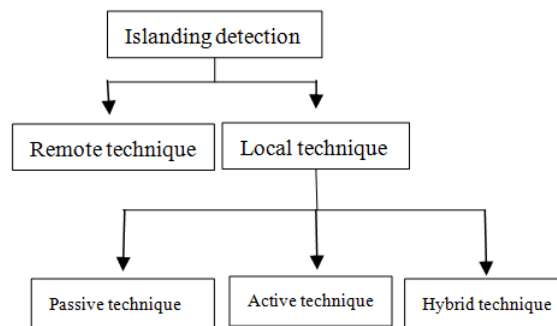 Islanding detection
Remote technique
Local technique
Passive technique
Active technique
Hybrid technique